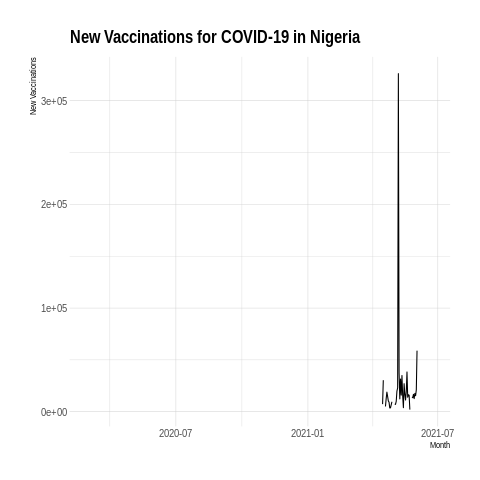 New Vaccinations for COVID-19 in Nigeria
New Vaccinations
3e+05
2e+05
1e+05
0e+00
2020-07 2021-01 2021-07
Month